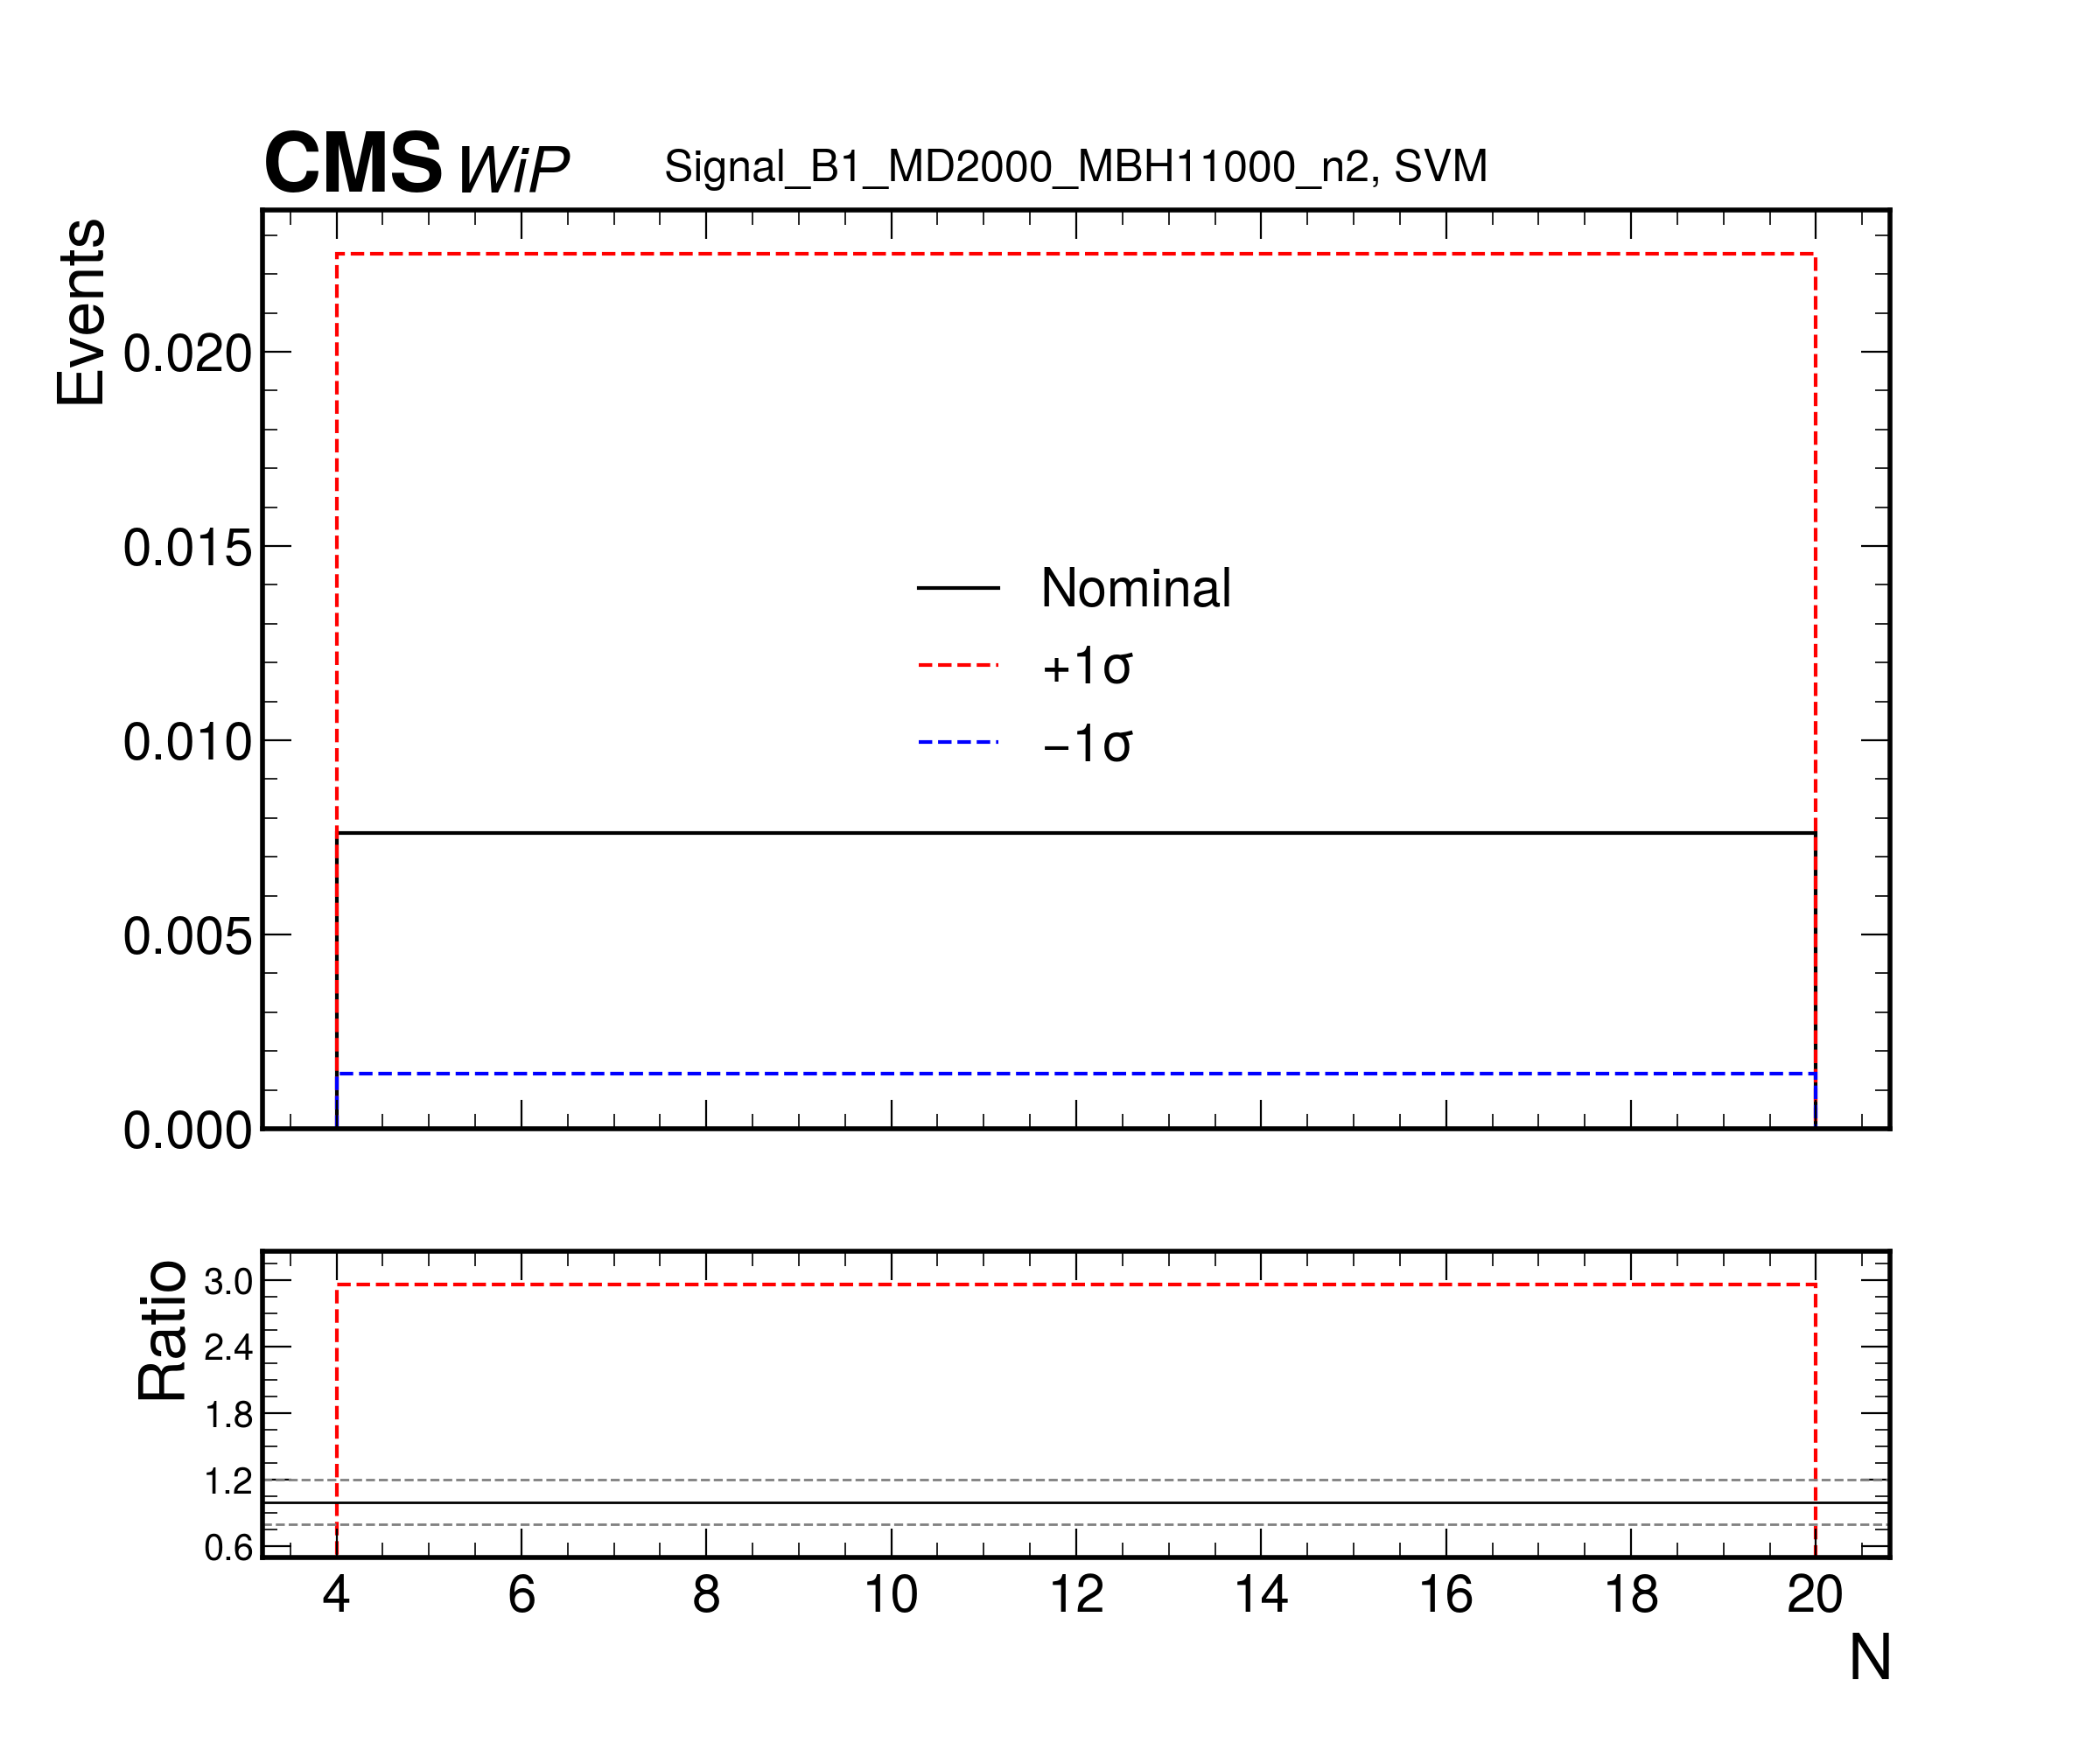 CMS WiP Signal_B1_MD2000_MBH11000_n2, SVM
Events
0.020
0.015
0.010
0.005
0.000
Nominal
+1σ
−1σ
Ratio
3.0
2.4
1.8
1.2
0.6
4 6 8 10 12 14 16 18 20
N